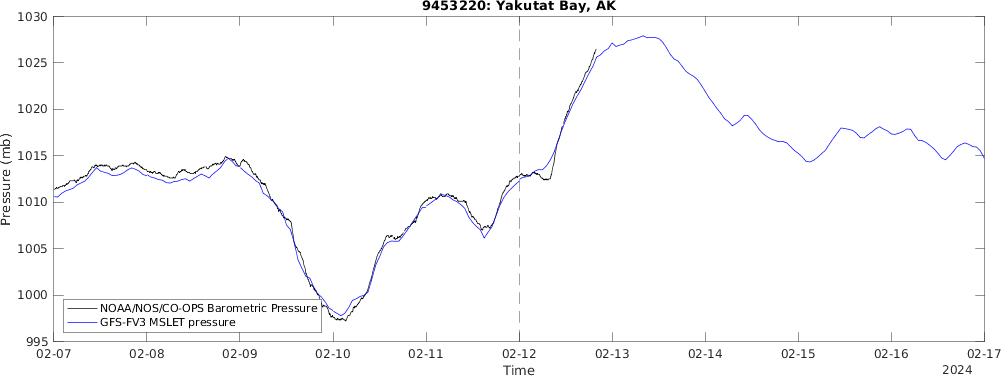 9453220: Yakutat Bay, AK
1030
1025
1020
1015
1010
1005
1000
995
Pressure (mb)
NOAA/NOS/CO-OPS Barometric Pressure
GFS-FV3 MSLET pressure
02-07 02-08 02-09 02-10 02-11 02-12 02-13 02-14 02-15 02-16 02-17
Time
2024